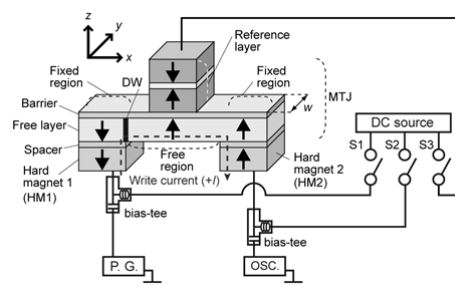 z
y
x
Reference
layer
Fixed
region
DW
Fixed
region
MTJ
Barrier
w
Free layer
DC source
Spacer
S1
S2
S3
Free
region
Hard
magnet 1
(HM1)
Write current (+I)
Hard
magnet 2
(HM2)
bias-tee
bias-tee
P. G.
OSC.